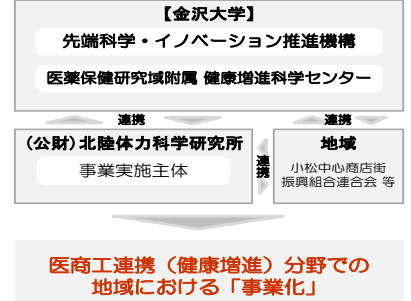 【金沢大学】
先端科学・イノベーション推進機構
医薬保健研究域附属 健康増進科学センター
連携
連携
（公財）北陸体力科学研究所
事業実施主体
連携
地域
小松中心商店街
振興組合連合会 等
医商工連携（健康増進）分野での
地域における「事業化」